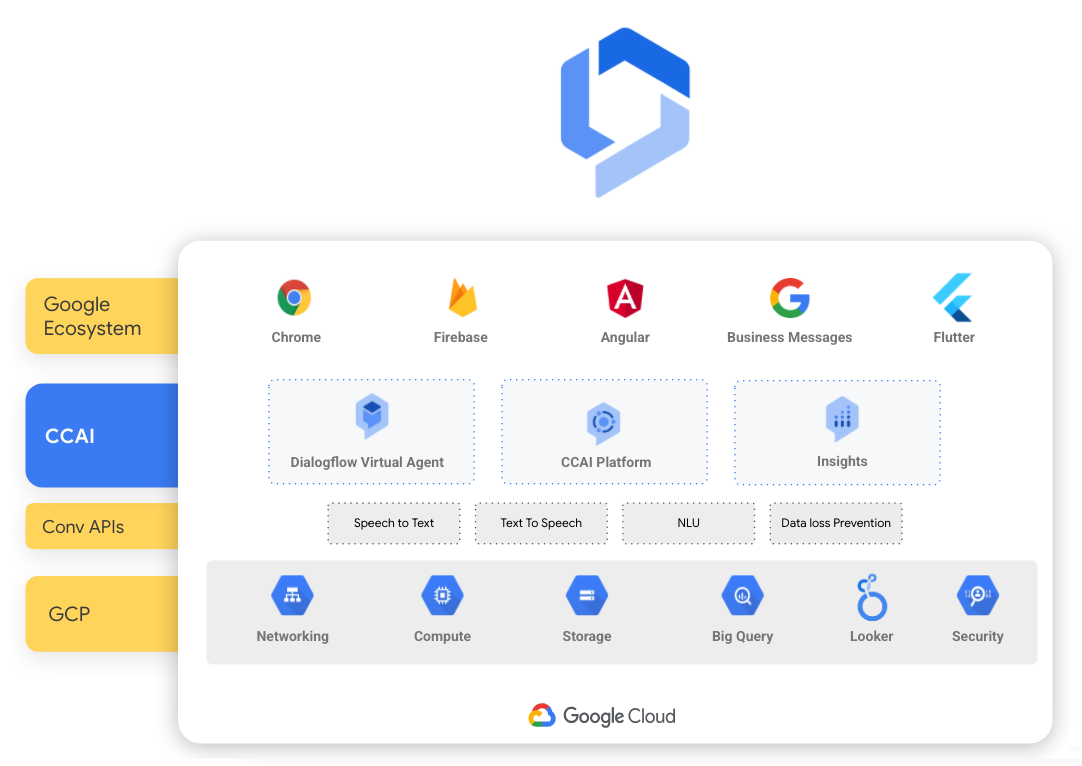 Google
Ecosystem
Chrome
Firebase
Angular
Business Messages
Flutter
CCAI
Dialogflow Virtual Agent
CCAI Platform
Insights
Conv APIs
Speech to Text
Text To Speech
NLU
Data loss Prevention
GCP
Networking
Compute
Storage
Big Query
Looker
Security
Google Cloud